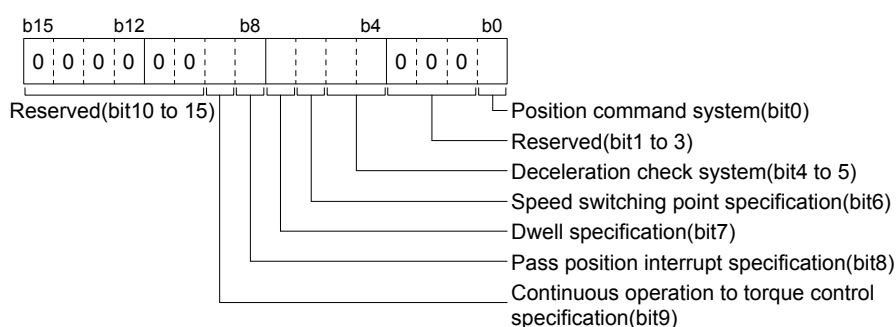 b15 b12 b8 b4 b0
0 0 0 0 0 0 0 0 0
Reserved(bit10 to 15)
Position command system(bit0)
Reserved(bit1 to 3)
Deceleration check system(bit4 to 5)
Speed switching point specification(bit6)
Dwell specification(bit7)
Pass position interrupt specification(bit8)
Continuous operation to torque control
specification(bit9)